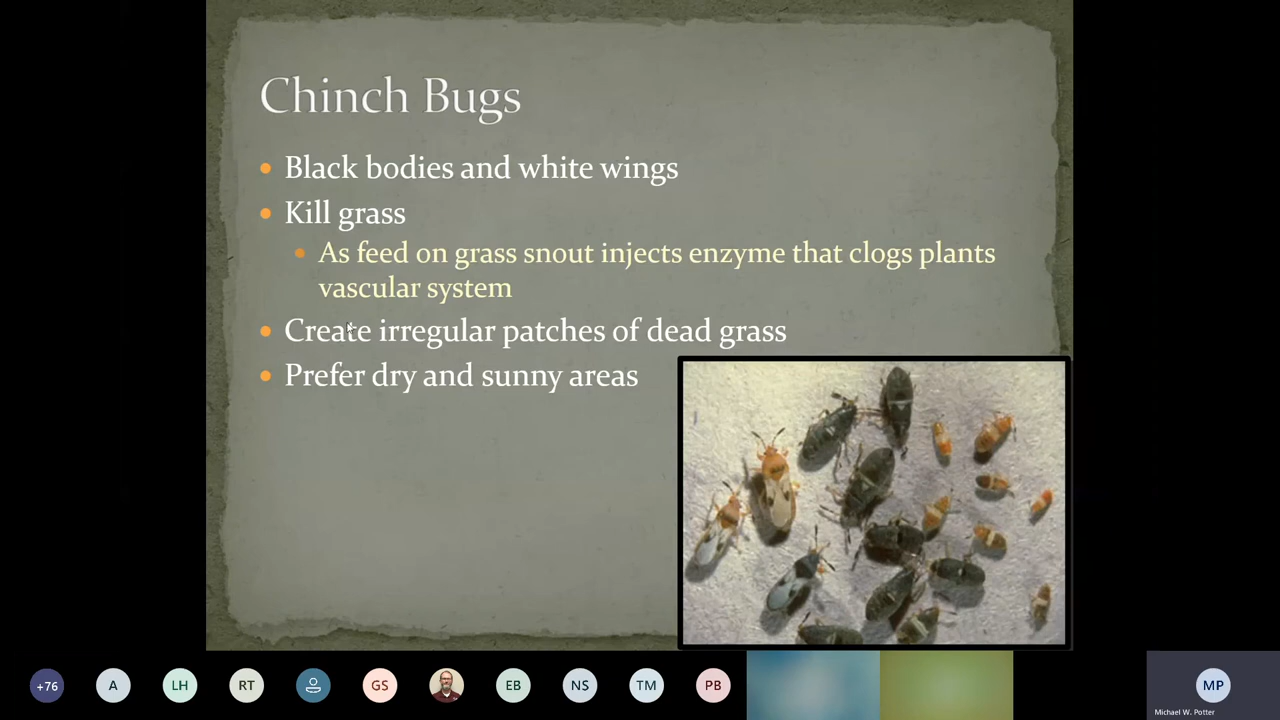 Chinch Bugs
Black bodies and white wings
Kill grass
As feed on grass snout injects enzyme that clogs plants
vascular system
Create irregular patches of dead grass
Prefer dry and sunny areas
+76 A LH RT GS EB NS TM PB MP
Michael W. Potter